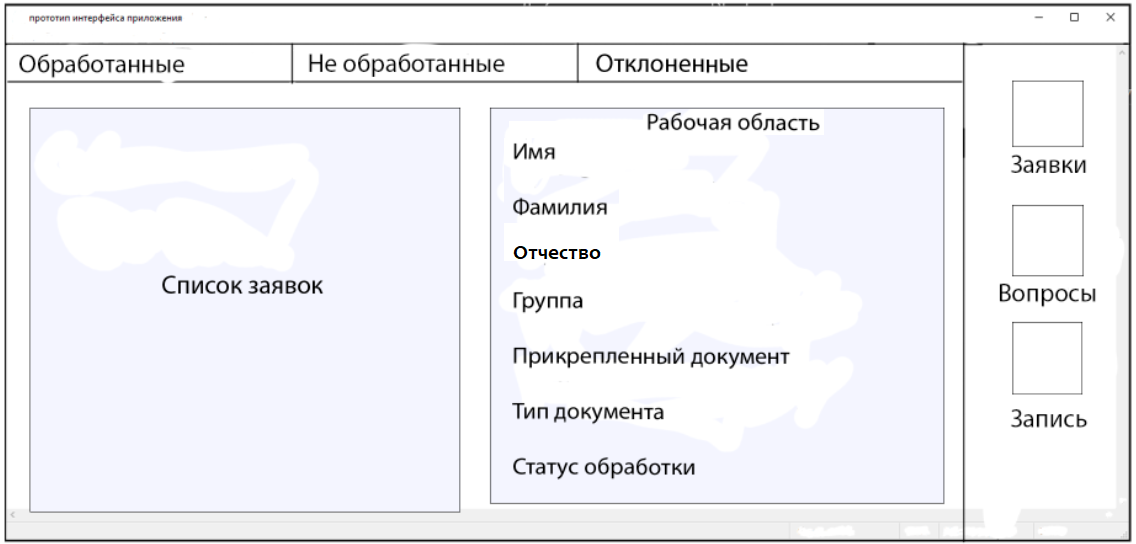 прототип интерфейса приложения
Обработанные
Не обработанные
Отклоненные
Список заявок
Рабочая область
Имя
Фамилия
Отчество
Группа
Прикрепленный документ
Тип документа
Статус обработки
Заявки
Вопросы
Запись